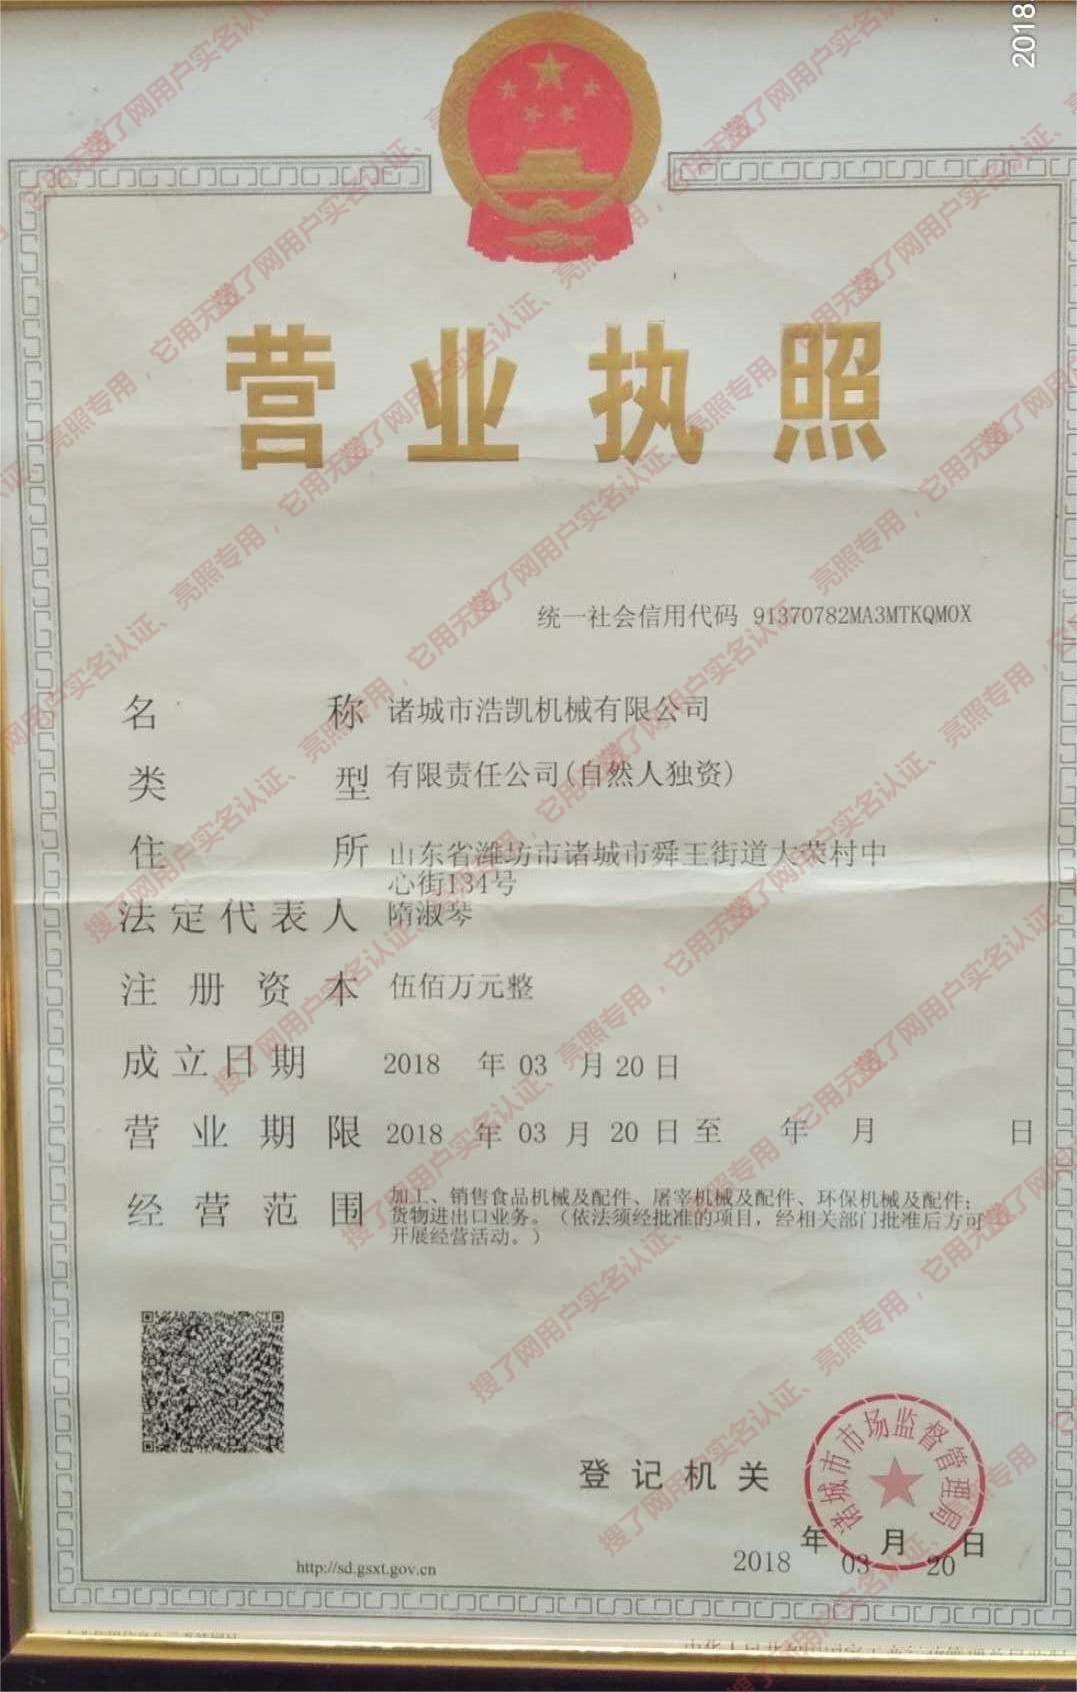 2018
营业执照
统一社会信用代码 91370782MA3MTKQM0X
名 称 诸城市浩凯机械有限公司
类 型 有限责任公司(自然人独资)
住 所 山东省潍坊市诸城市舜王街道大荣村中
心街134号
法定代表人 隋淑琴
注册资本 伍佰万元整
成立日期 2018 年 03 月 20 日
营业期限 2018 年 03 月 20 日至 年 月 日
经营范围 加工、销售食品机械及配件、屠宰机械及配件、环保机械及配件;
货物进出口业务。(依法须经批准的项目,经相关部门批准后方可
开展经营活动。)
登记机关
诸城市市场监督管理局
2018 年 03 月 20 日
http://sd.gsxt.gov.cn
搜了网用户实名认证、亮照专用,它用无效